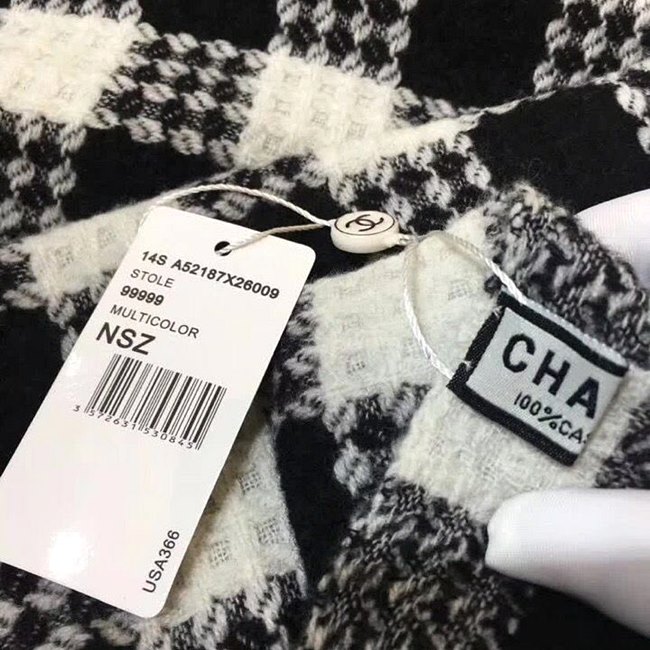 14S A52187X26009
STOLE
99999
MULTICOLOR
NSZ
3 572631 530845
USA366
CHA
100%CA